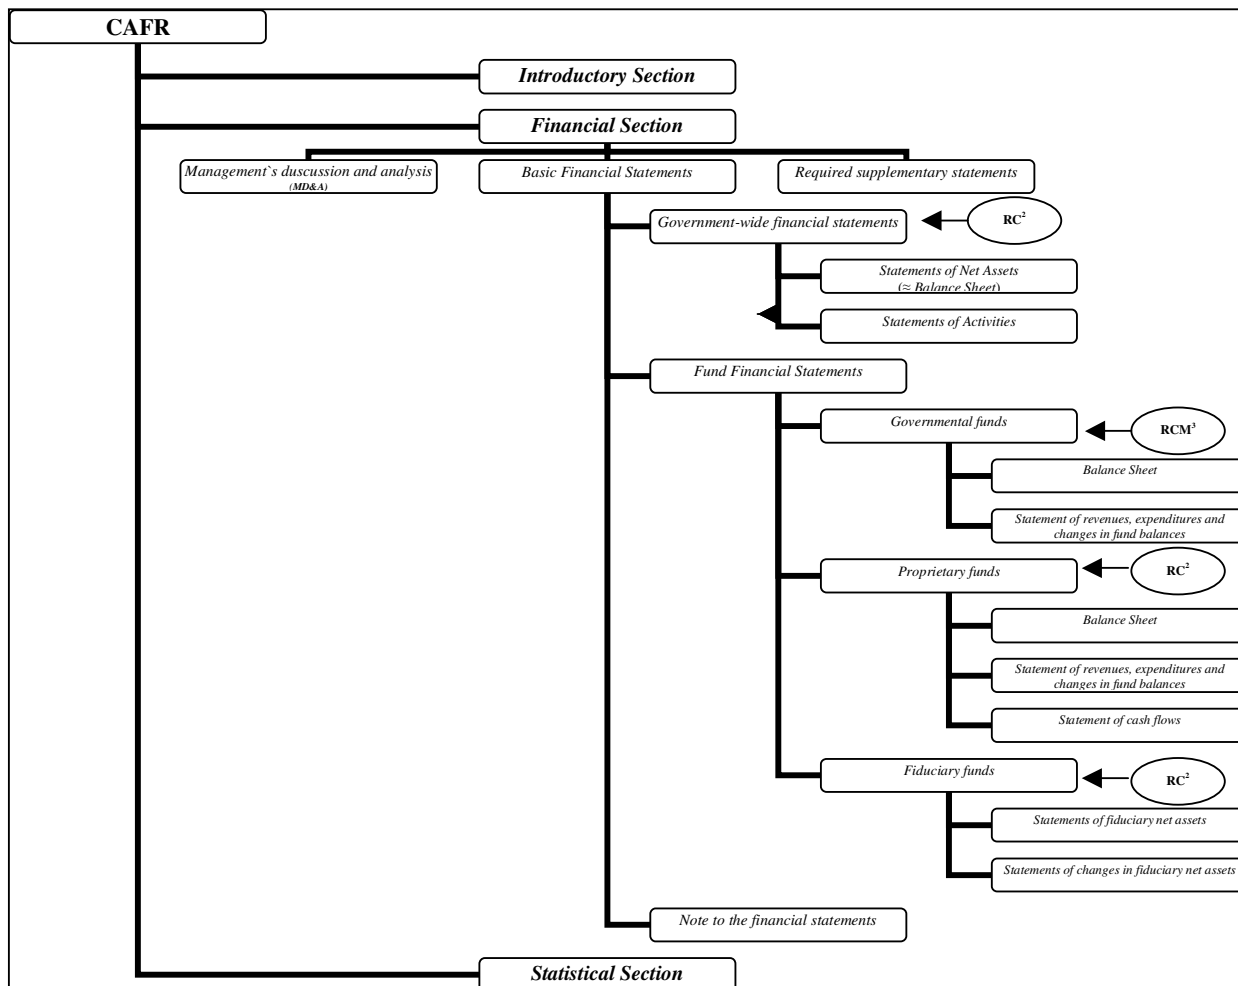 CAFR
Introductory Section
Financial Section
Management`s duscussion and analysis
(MD&A)
Basic Financial Statements
Required supplementary statements
Government-wide financial statements
RC²
Statements of Net Assets
(≈ Balance Sheet)
Statements of Activities
Fund Financial Statements
Governmental funds
RCM³
Balance Sheet
Statement of revenues, expenditures and
changes in fund balances
Proprietary funds
RC²
Balance Sheet
Statement of revenues, expenditures and
changes in fund balances
Statement of cash flows
Fiduciary funds
RC²
Statements of fiduciary net assets
Statements of changes in fiduciary net assets
Note to the financial statements
Statistical Section